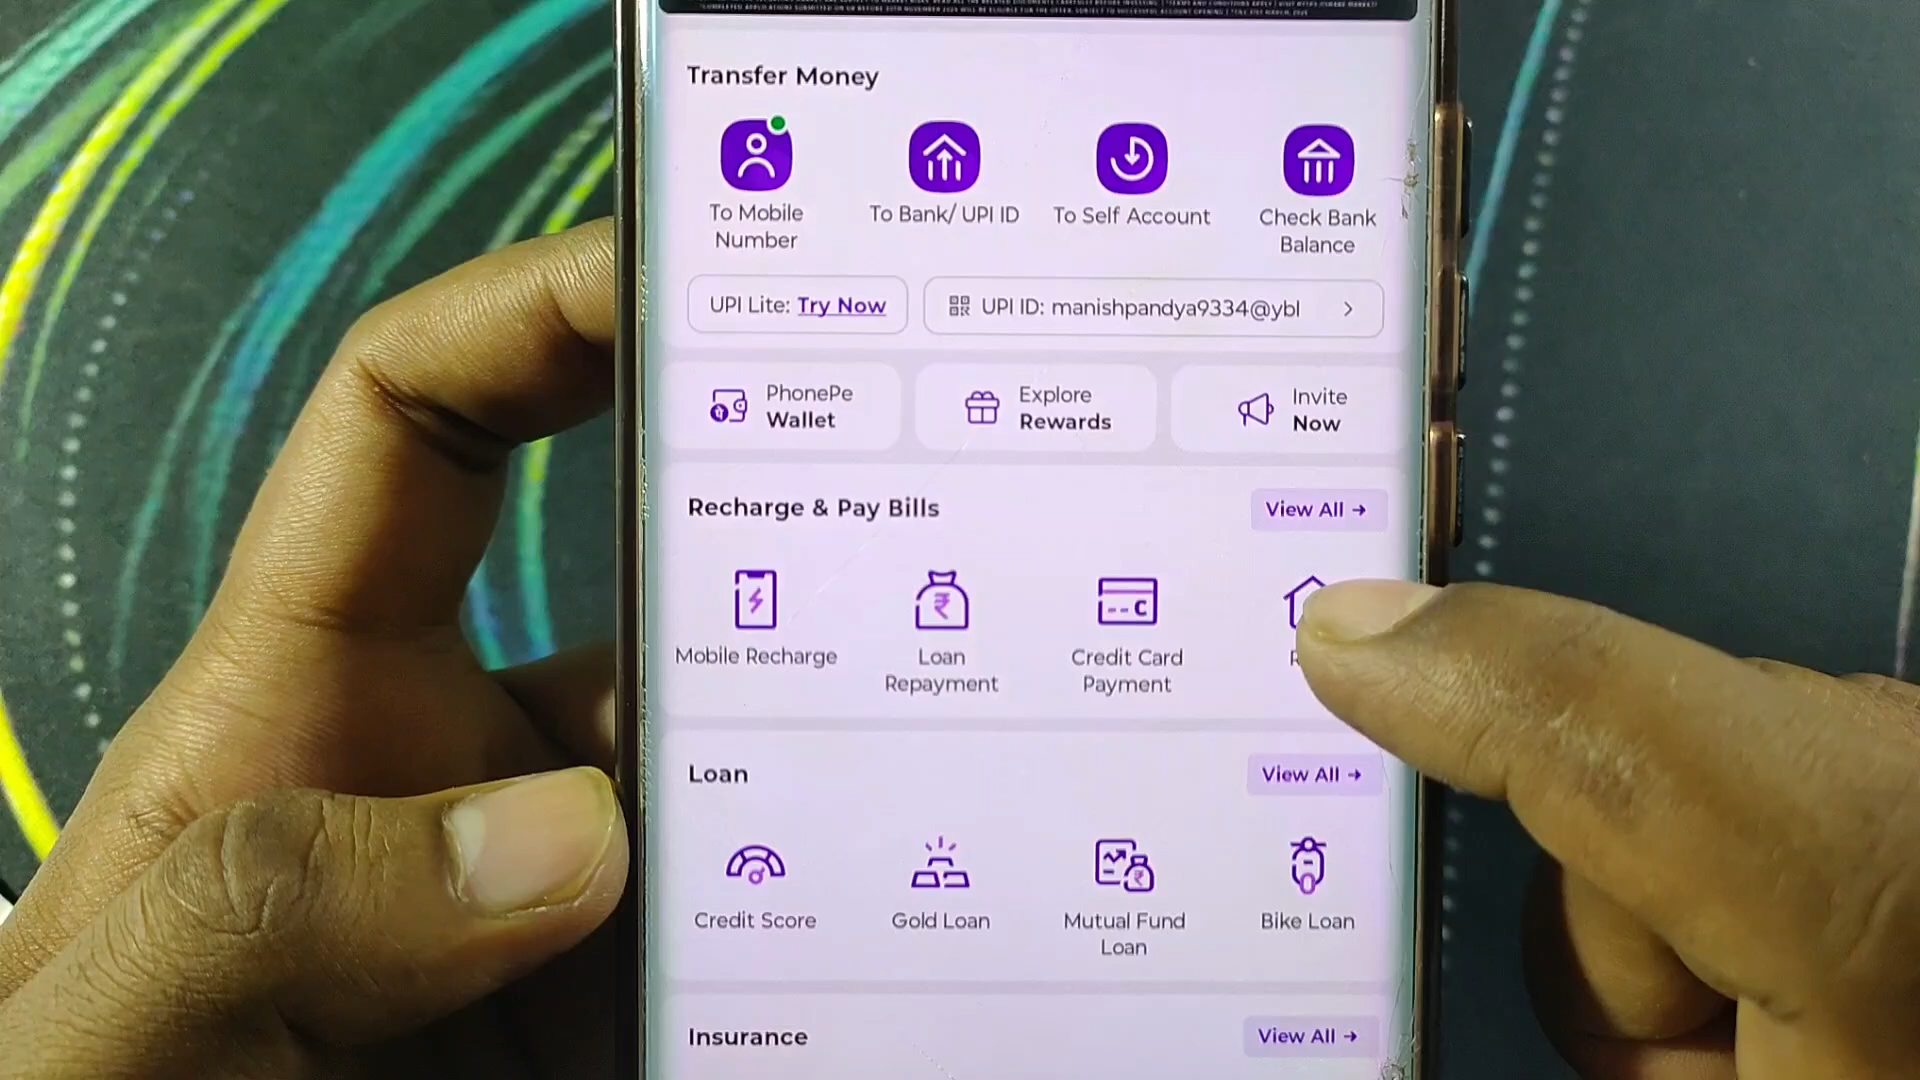 Transfer Money
To Mobile
Number
To Bank/ UPI ID
To Self Account
Check Bank
Balance
UPI Lite: Try Now
UPI ID: manishpandya9334@ybl
PhonePe
Wallet
Explore
Rewards
Invite
Now
Recharge & Pay Bills
View All →
Mobile Recharge
Loan
Repayment
Credit Card
Payment
Loan
View All →
Credit Score
Gold Loan
Mutual Fund
Loan
Bike Loan
Insurance
View All →